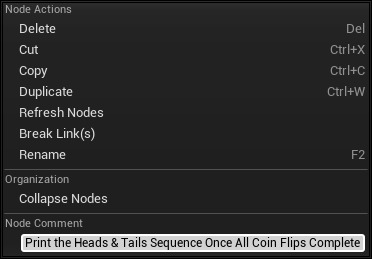 Node Actions
Delete Del
Cut Ctrl+X
Copy Ctrl+C
Duplicate Ctrl+W
Refresh Nodes
Break Link(s)
Rename F2
Organization
Collapse Nodes
Node Comment
Print the Heads & Tails Sequence Once All Coin Flips Complete